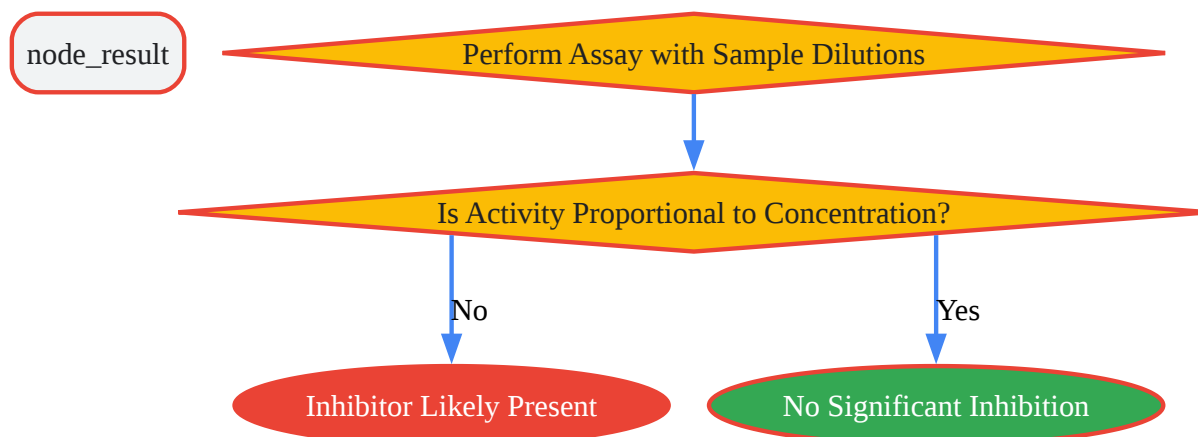 node_result
Perform Assay with Sample Dilutions
Is Activity Proportional to Concentration?
No
Yes
Inhibitor Likely Present
No Significant Inhibition